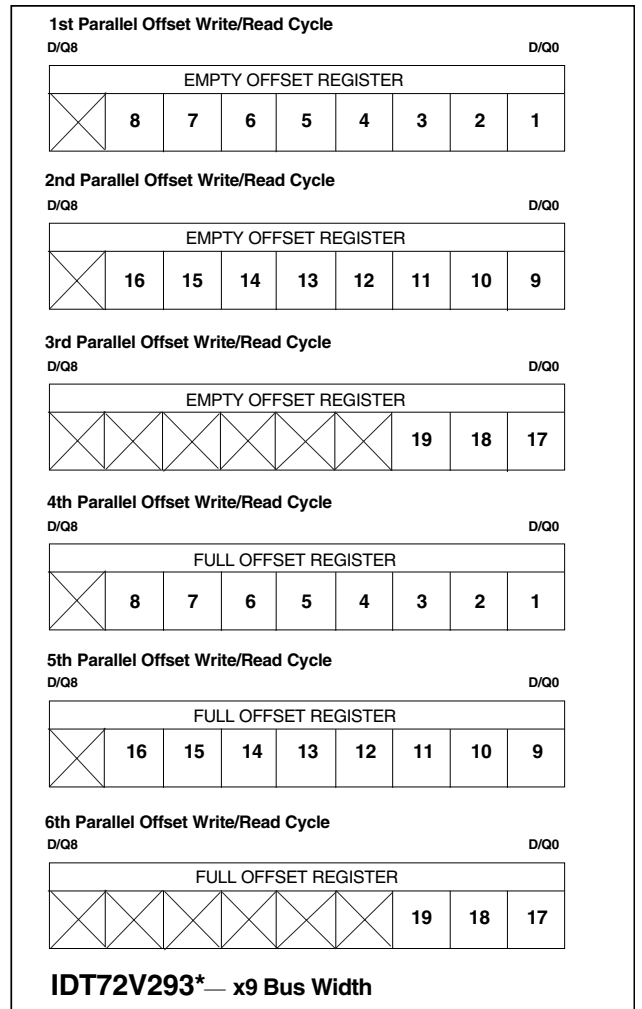 1st Parallel Offset Write/Read Cycle
D/Q8 D/Q0
EMPTY OFFSET REGISTER
8 7 6 5 4 3 2 1
2nd Parallel Offset Write/Read Cycle
D/Q8 D/Q0
EMPTY OFFSET REGISTER
16 15 14 13 12 11 10 9
3rd Parallel Offset Write/Read Cycle
D/Q8 D/Q0
EMPTY OFFSET REGISTER
19 18 17
4th Parallel Offset Write/Read Cycle
D/Q8 D/Q0
FULL OFFSET REGISTER
8 7 6 5 4 3 2 1
5th Parallel Offset Write/Read Cycle
D/Q8 D/Q0
FULL OFFSET REGISTER
16 15 14 13 12 11 10 9
6th Parallel Offset Write/Read Cycle
D/Q8 D/Q0
FULL OFFSET REGISTER
19 18 17
IDT72V293*— x9 Bus Width